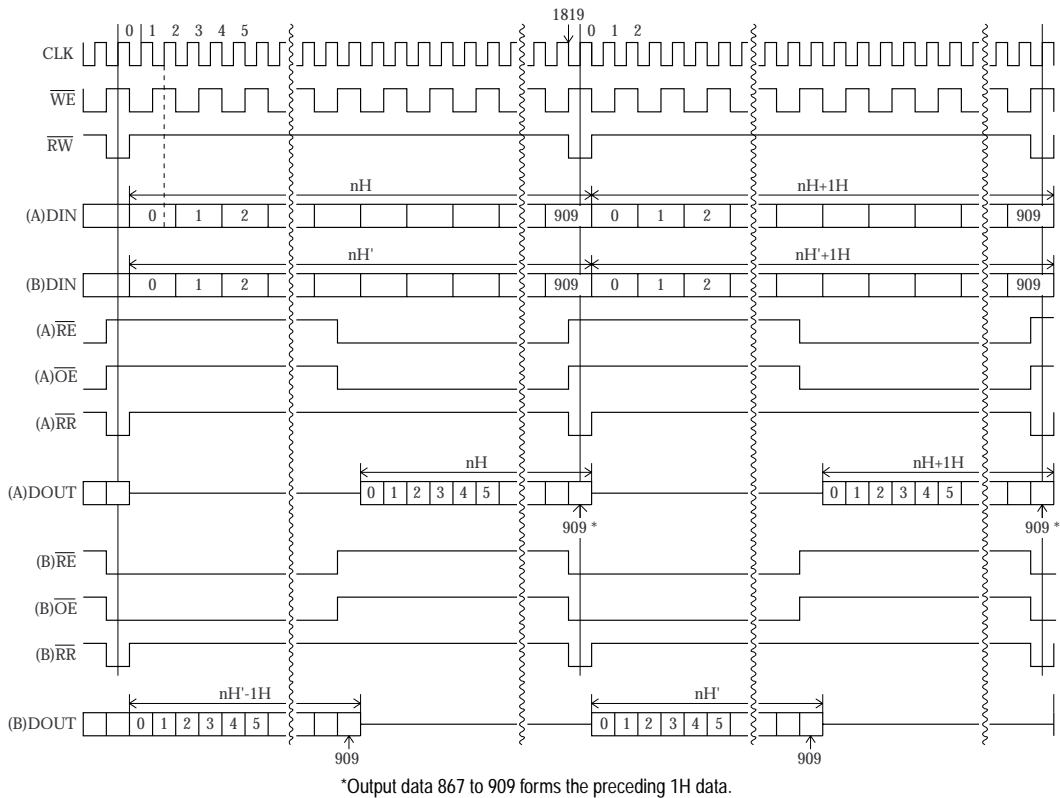 1819
0 1 2 3 4 5 0 1 2
CLK
WE
RW
nH nH+1H
(A)DIN 0 1 2 909 0 1 2 909
nH' nH'+1H
(B)DIN 0 1 2 909 0 1 2 909
(A)RE
(A)OE
(A)RR
nH nH+1H
(A)DOUT 0 1 2 3 4 5 0 1 2 3 4 5
909 * 909 *
(B)RE
(B)OE
(B)RR
nH'-1H nH'
(B)DOUT 0 1 2 3 4 5 0 1 2 3 4 5
909 909
*Output data 867 to 909 forms the preceding 1H data.